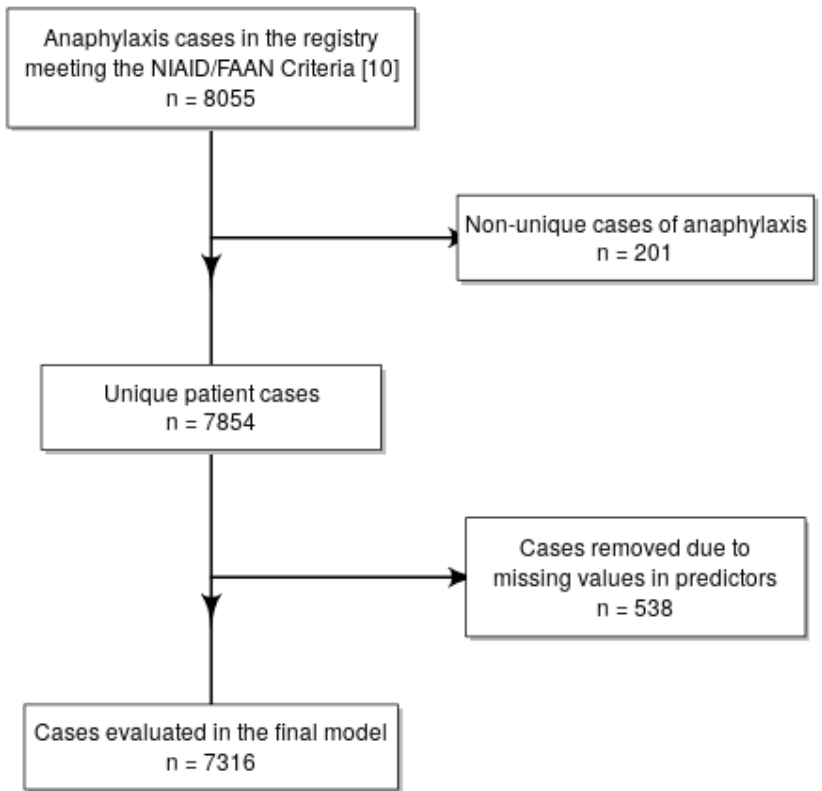 Anaphylaxis cases in the registry
meeting the NIAID/FAAN Criteria [10]
n = 8055
Non-unique cases of anaphylaxis
n = 201
Unique patient cases
n = 7854
Cases removed due to
missing values in predictors
n = 538
Cases evaluated in the final model
n = 7316